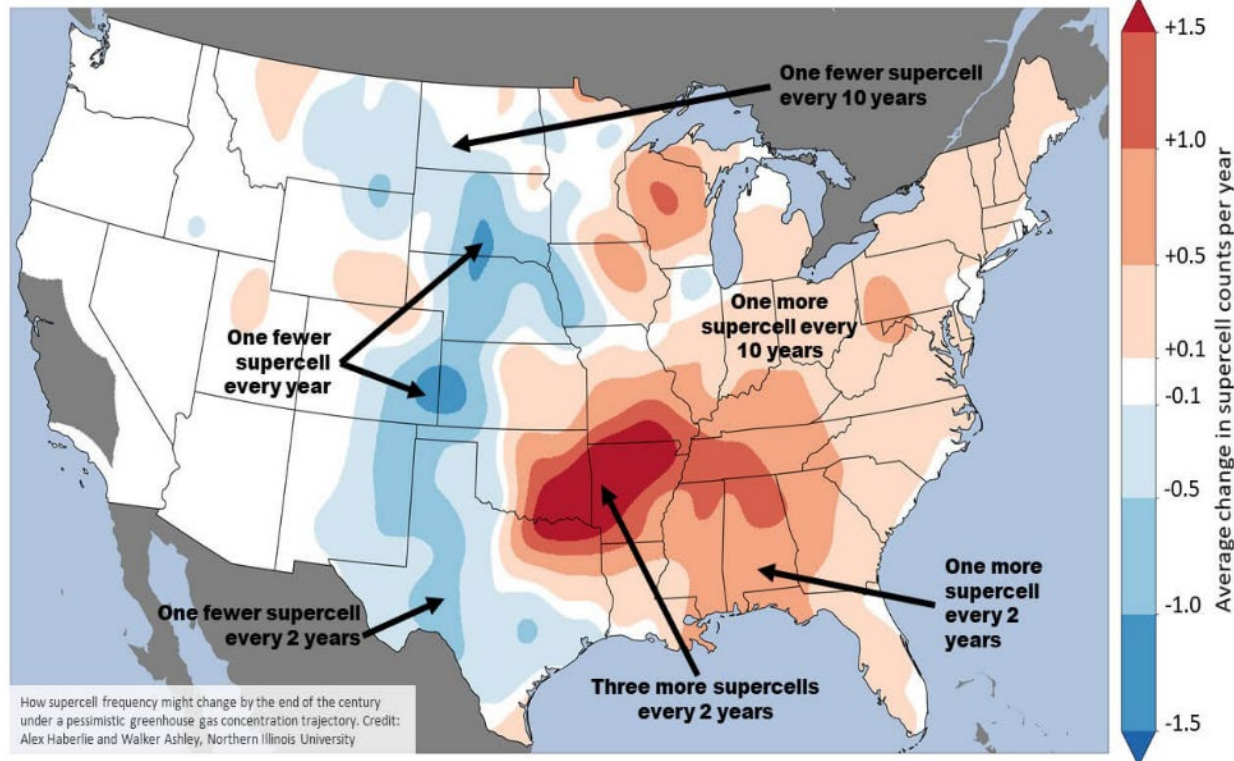 One fewer supercell
every 10 years
One fewer
supercell
every year
One more
supercell every
10 years
One fewer supercell
every 2 years
Three more supercells
every 2 years
One more
supercell
every 2
years
How supercell frequency might change by the end of the century
under a pessimistic greenhouse gas concentration trajectory. Credit:
Alex Haberlie and Walker Ashley, Northern Illinois University
+1.5
+1.0
+0.5
+0.1
-0.1
-0.5
-1.0
-1.5
Average change in supercell counts per year